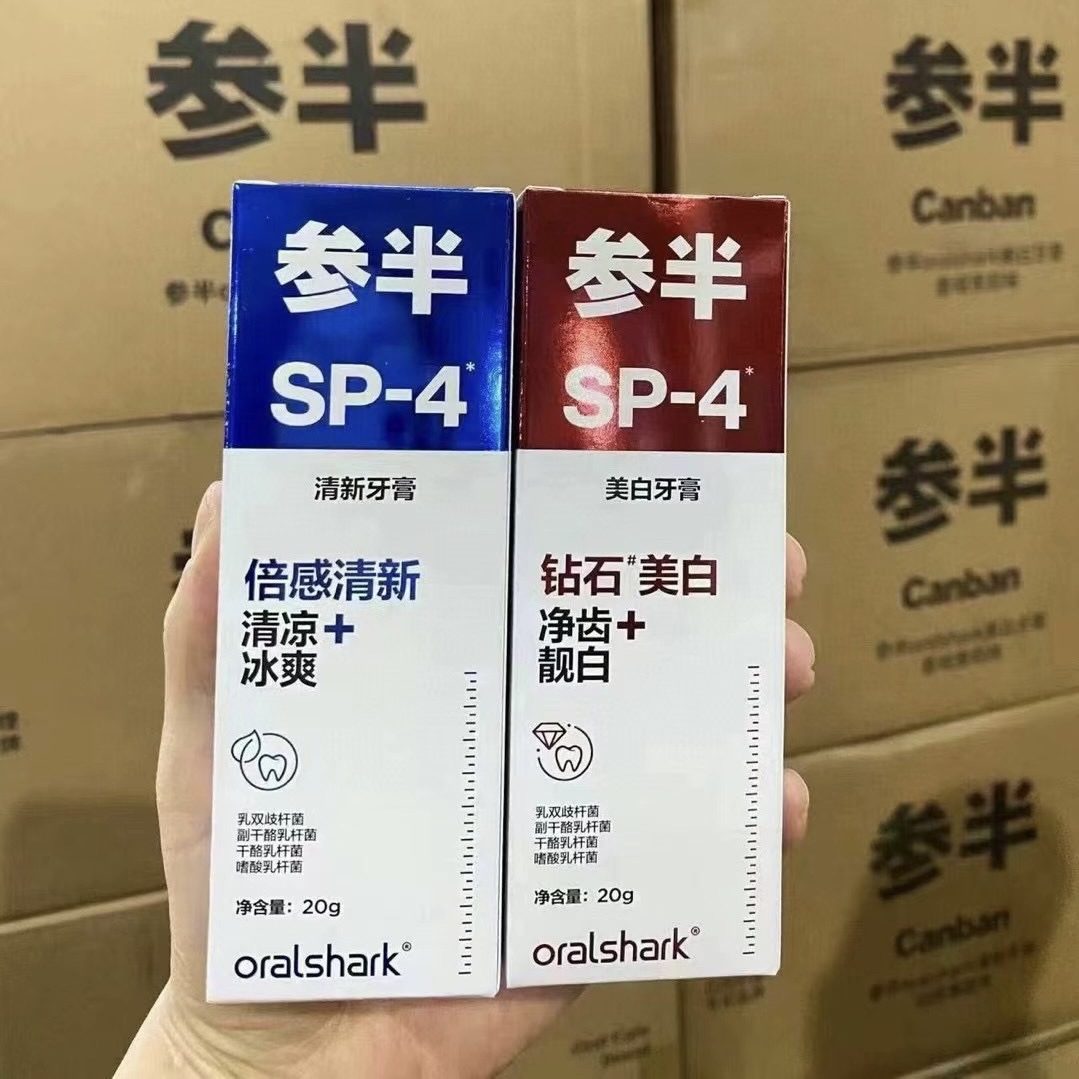 参半
参半
Canban
参半
SP-4*
清新牙膏
倍感清新
清凉+
冰爽
乳双歧杆菌
副干酪乳杆菌
干酪乳杆菌
嗜酸乳杆菌
净含量：20g
oralshark®
参半
SP-4*
美白牙膏
钻石#美白
净齿+
靓白
乳双歧杆菌
副干酪乳杆菌
干酪乳杆菌
嗜酸乳杆菌
净含量：20g
oralshark®
参半
Canban
参半
Canban